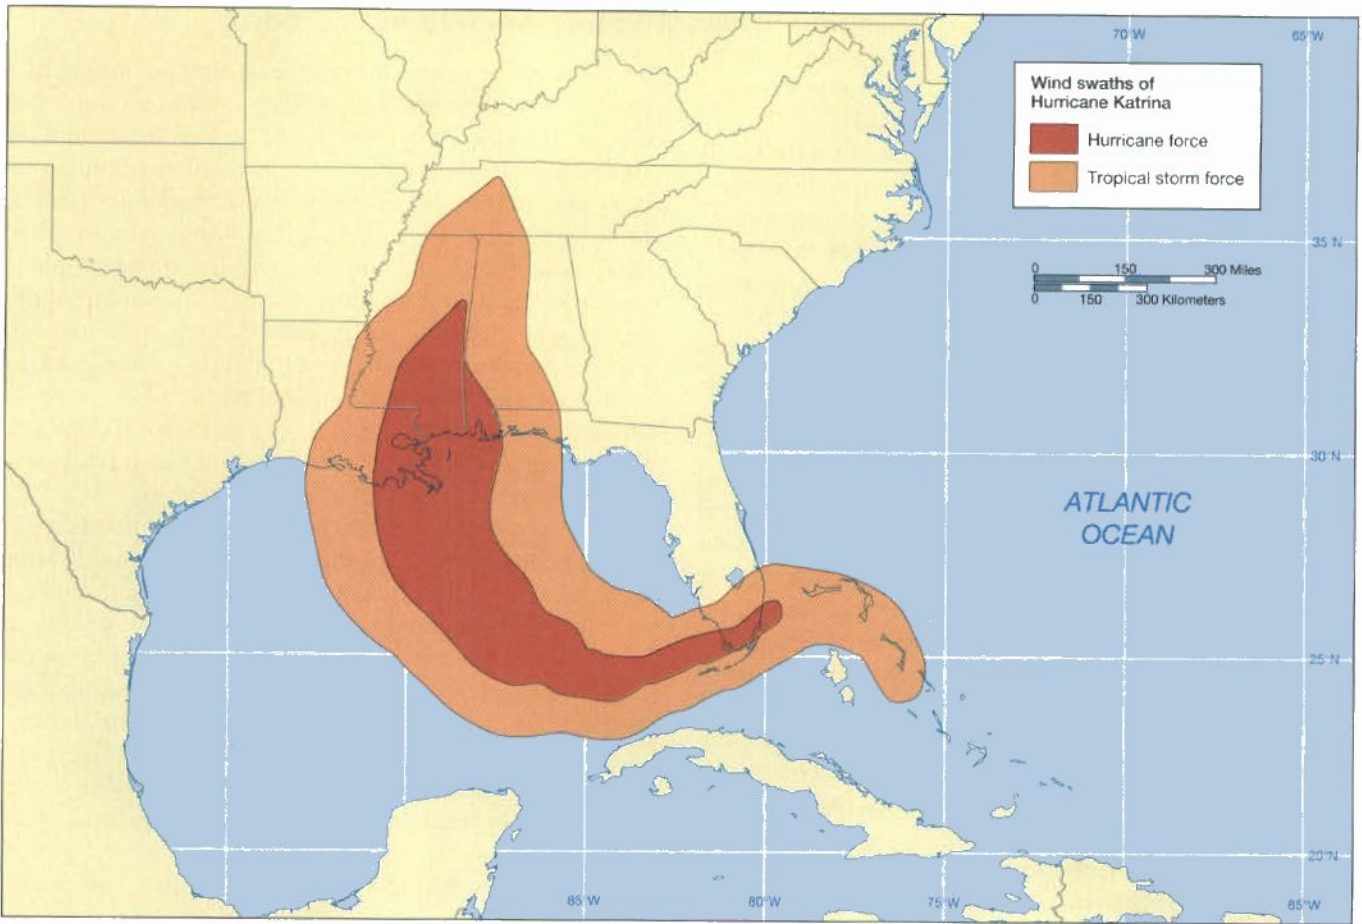 70°W
65°W
Wind swaths of
Hurricane Katrina
Hurricane force
Tropical storm force
35°N
0 150 300 Miles
0 150 300 Kilometers
30°N
ATLANTIC
OCEAN
25°N
20°N
85°W
80°W
75°W
65°W